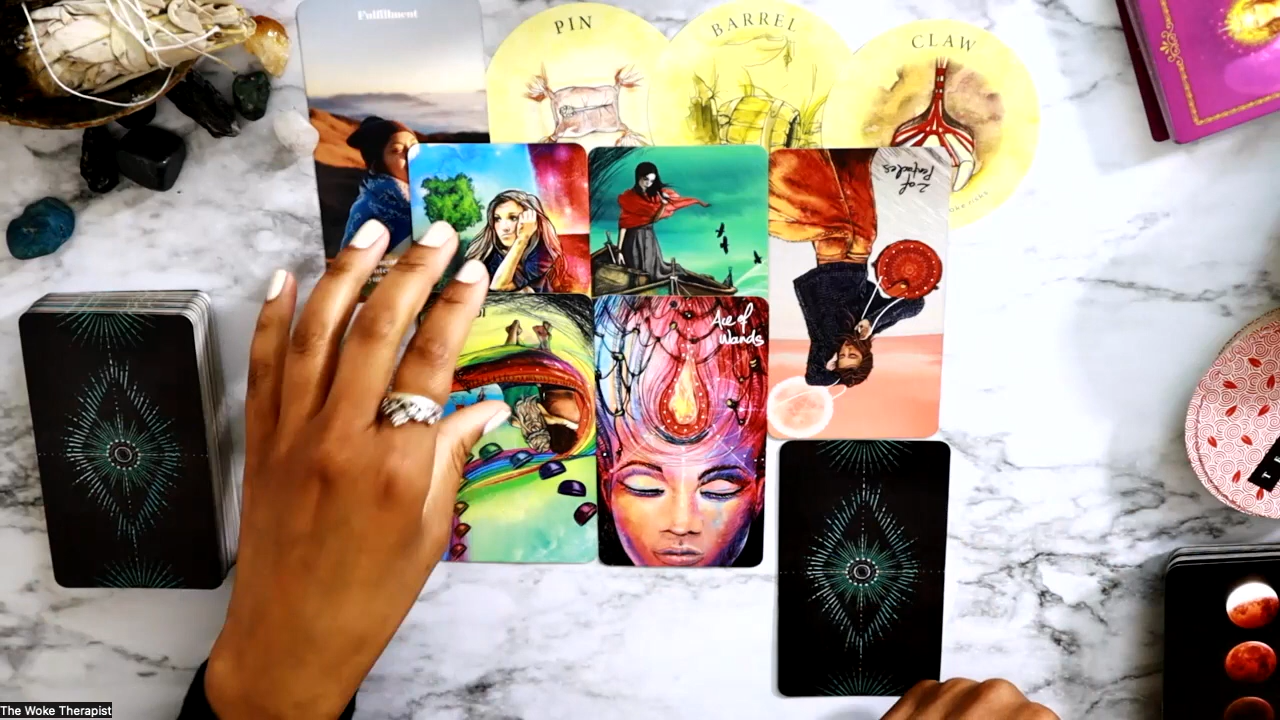 Fulfillment
PIN
BARREL
CLAW
2 of
Pentacles
Ace of
Wands
The Woke Therapist